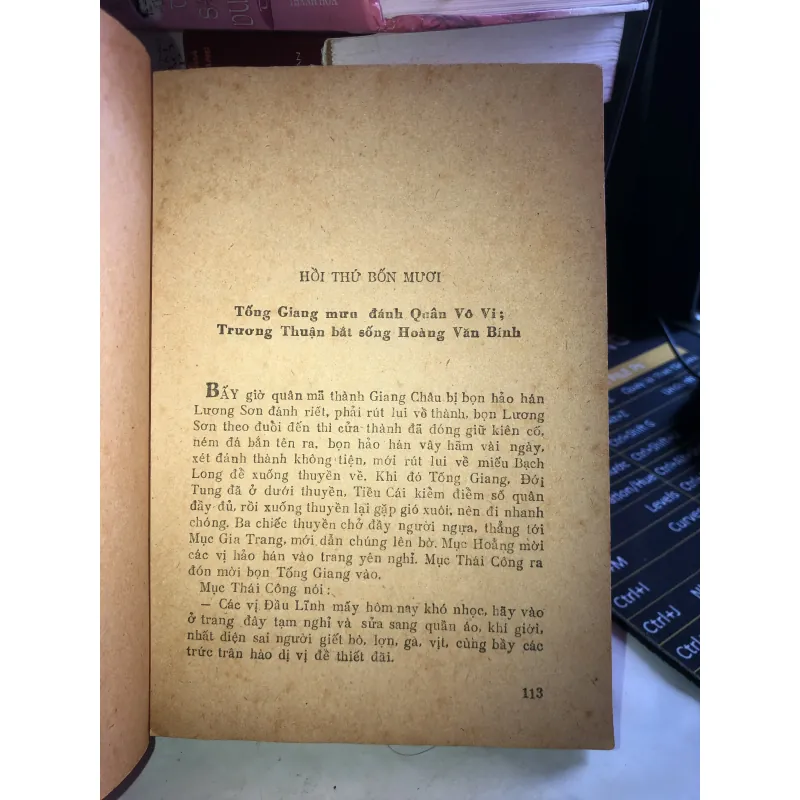 THANH HOA
HỒI THỨ BỐN MƯƠI
Tống Giang mưu đánh Quân Vô Vi;
Trương Thuận bắt sống Hoàng Văn Bính
BẤY giờ quân mã thành Giang Châu bị bọn hảo hán
Lương Sơn đánh riết, phải rút lui về thành, bọn Lương
Sơn theo đuổi đến thì cửa thành đã đóng giữ kiên cố,
ném đá bắn tên ra, bọn hảo hán vây hãm vài ngày,
xét đánh thành không tiện, mới rút lui về miếu Bạch
Long để xuống thuyền về. Khi đó Tống Giang, Đới
Tung đã ở dưới thuyền, Tiều Cái kiểm điểm số quân
đầy đủ, rồi xuống thuyền lại gặp gió xuôi, nên đi nhanh
chóng. Ba chiếc thuyền chở đầy người ngựa, thẳng tới
Mục Gia Trang, mới dẫn chúng lên bờ. Mục Hoằng mời
các vị hảo hán vào trang yên nghỉ. Mục Thái Công ra
đón mời bọn Tống Giang vào.
Mục Thái Công nói:
— Các vị Đầu Lĩnh mấy hôm nay khó nhọc, hãy vào
ở trang đây tạm nghỉ và sửa sang quần áo, khí giới,
nhất diện sai người giết bò, lợn, gà, vịt, cùng bầy các
trức trân hào dị vị để thiết đãi.
113
Ctrl+Shift+G
Levels
Ctrl+I
Ctrl+J
Ctrl+